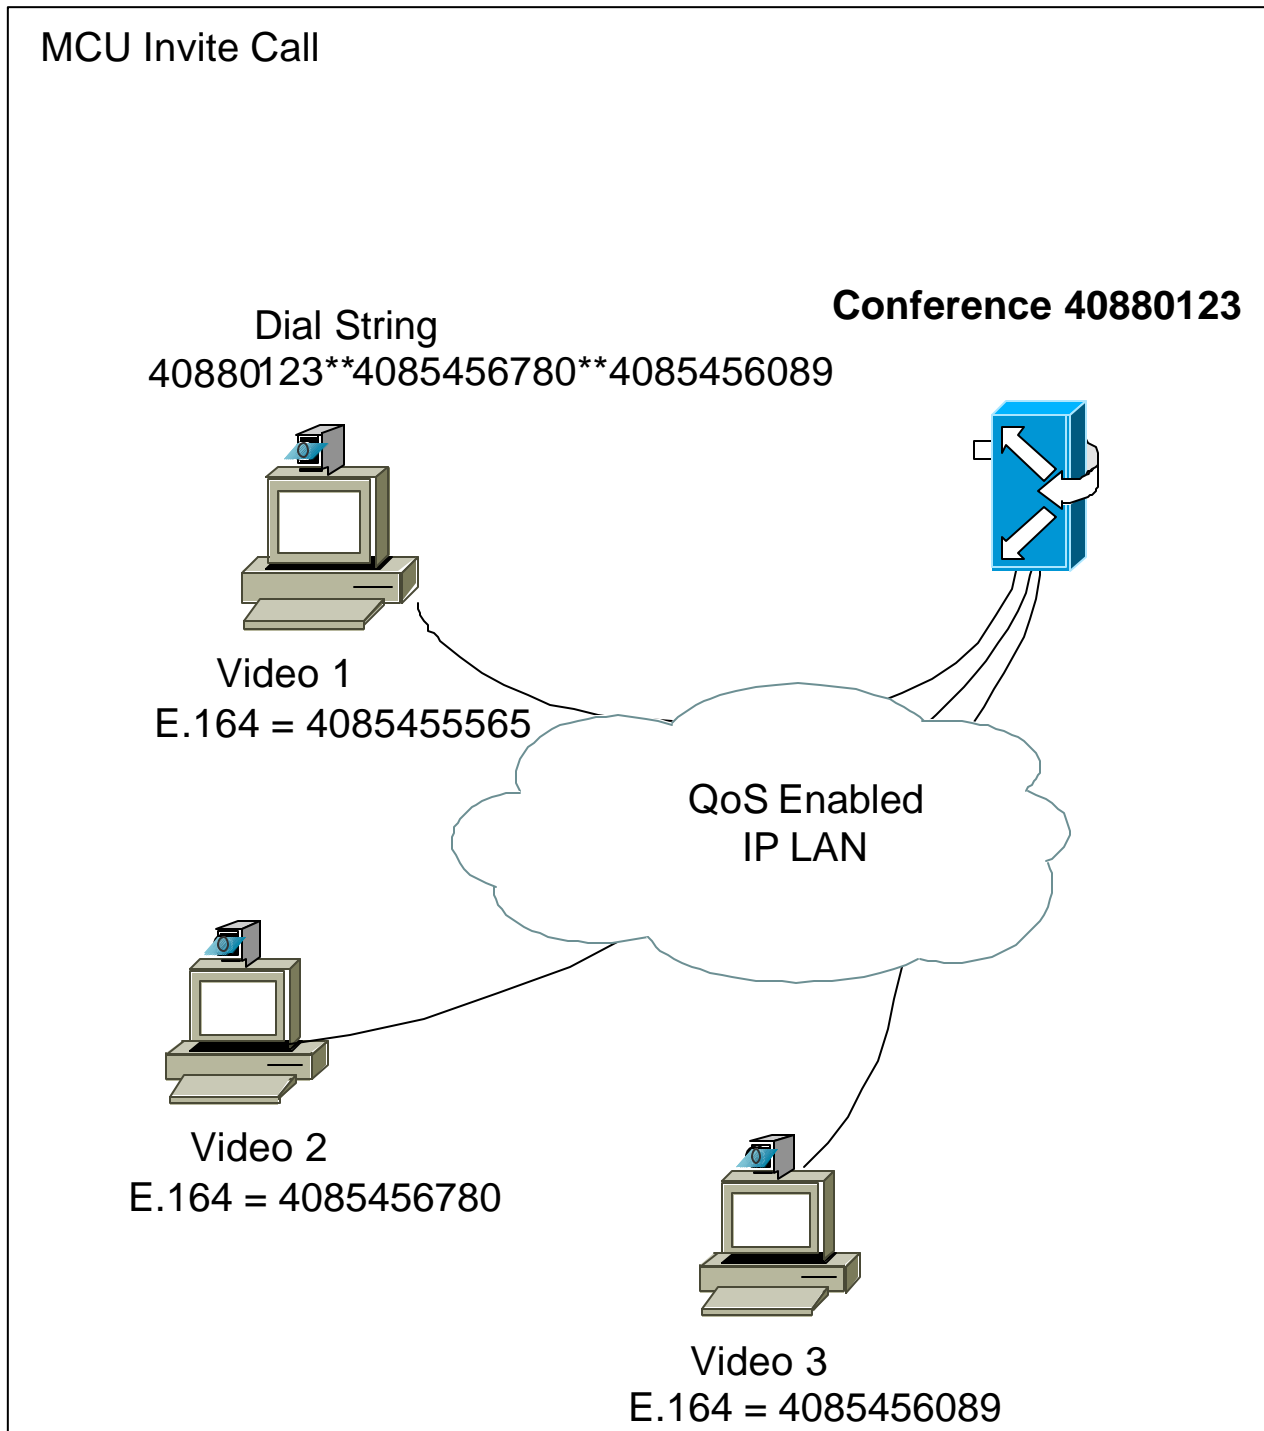 MCU Invite Call
Conference 40880123
Dial String
40880123**4085456780**4085456089
Video 1
E.164 = 4085455565
QoS Enabled
IP LAN
Video 2
E.164 = 4085456780
Video 3
E.164 = 4085456089